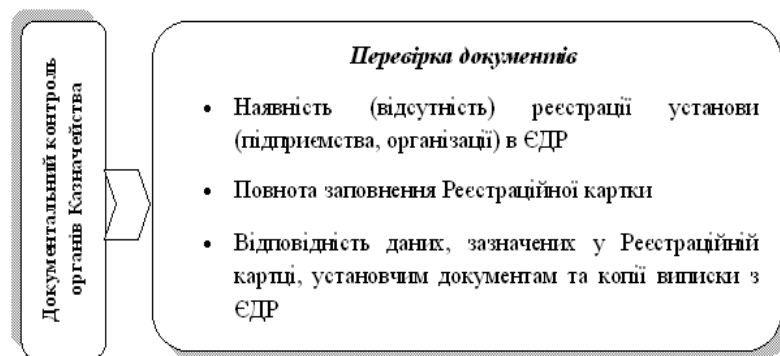 Документальний контроль
органів Казначейства
Перевірка документів
• Наявність (відсутність) реєстрації установи
(підприємства, організації) в ЄДР
• Повнота заповнення Реєстраційної картки
• Відповідність даних, зазначених у Реєстраційній
картці, установчим документам та копії виписки з
ЄДР